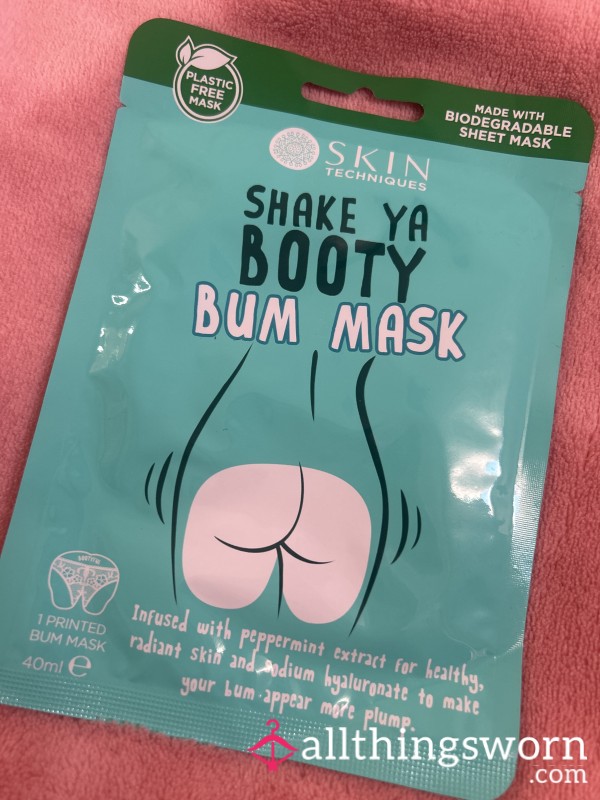 PLASTIC
FREE
MASK
MADE WITH
BIODEGRADABLE
SHEET MASK
SKIN
TECHNIQUES
SHAKE YA
BOOTY
BUM MASK
1 PRINTED
BUM MASK
40ml ℮
Infused with peppermint extract for healthy,
radiant skin and sodium hyaluronate to make
your bum appear more plump.
allthingsworn
.com